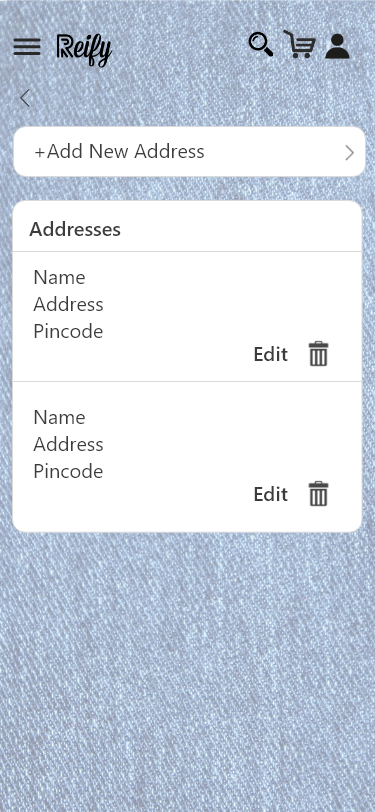 Reify
+Add New Address
Addresses
Name
Address
Pincode
Edit
Name
Address
Pincode
Edit